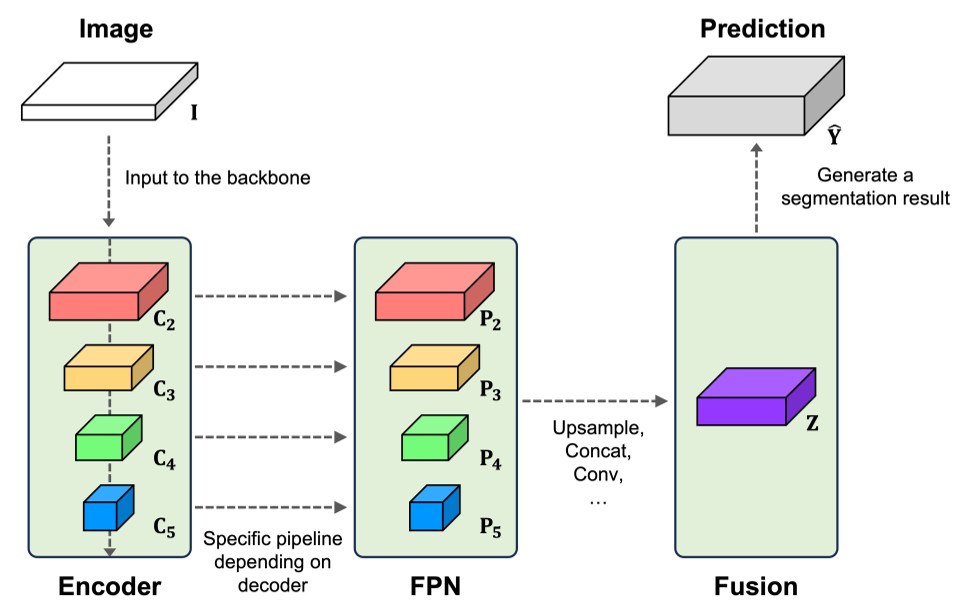 Image
Prediction
I
Ŷ
Input to the backbone
Generate a
segmentation result
C₂
P₂
C₃
P₃
C₄
P₄
C₅
P₅
Z
Upsample,
Concat,
Conv,
...
Specific pipeline
depending on
decoder
Encoder
FPN
Fusion